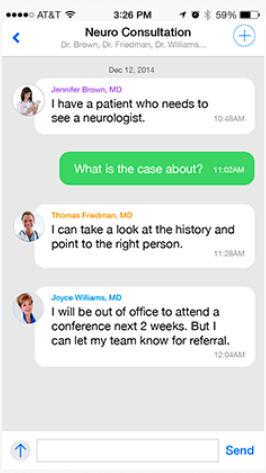 AT&T 3:26 PM 59%
Neuro Consultation
Dr. Brown, Dr. Friedman, Dr. Williams...
Dec 12, 2014
Jennifer Brown, MD
I have a patient who needs to
see a neurologist. 10:48AM
What is the case about? 11:02AM
Thomas Friedman, MD
I can take a look at the history and
point to the right person.
11:28AM
Joyce Williams, MD
I will be out of office to attend a
conference next 2 weeks. But I
can let my team know for referral.
12:04AM
Send